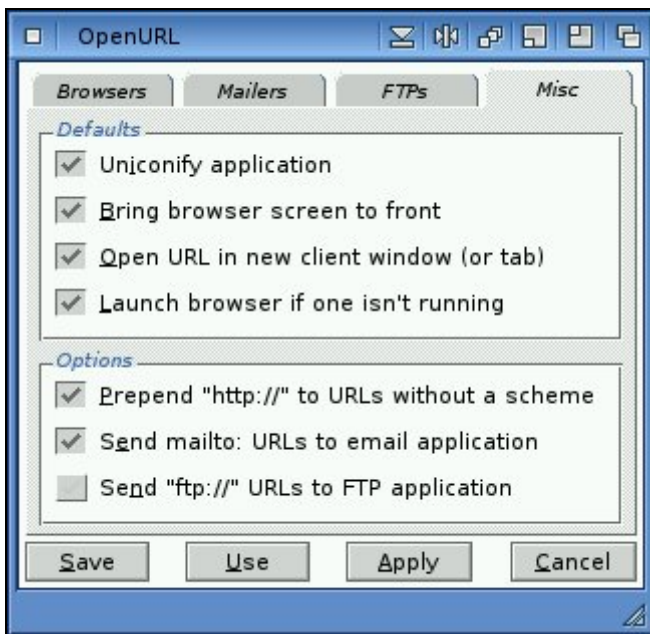 OpenURL
Browsers Mailers FTPs Misc
Defaults
Uniconify application
Bring browser screen to front
Open URL in new client window (or tab)
Launch browser if one isn't running
Options
Prepend "http://" to URLs without a scheme
Send mailto: URLs to email application
Send "ftp://" URLs to FTP application
Save Use Apply Cancel